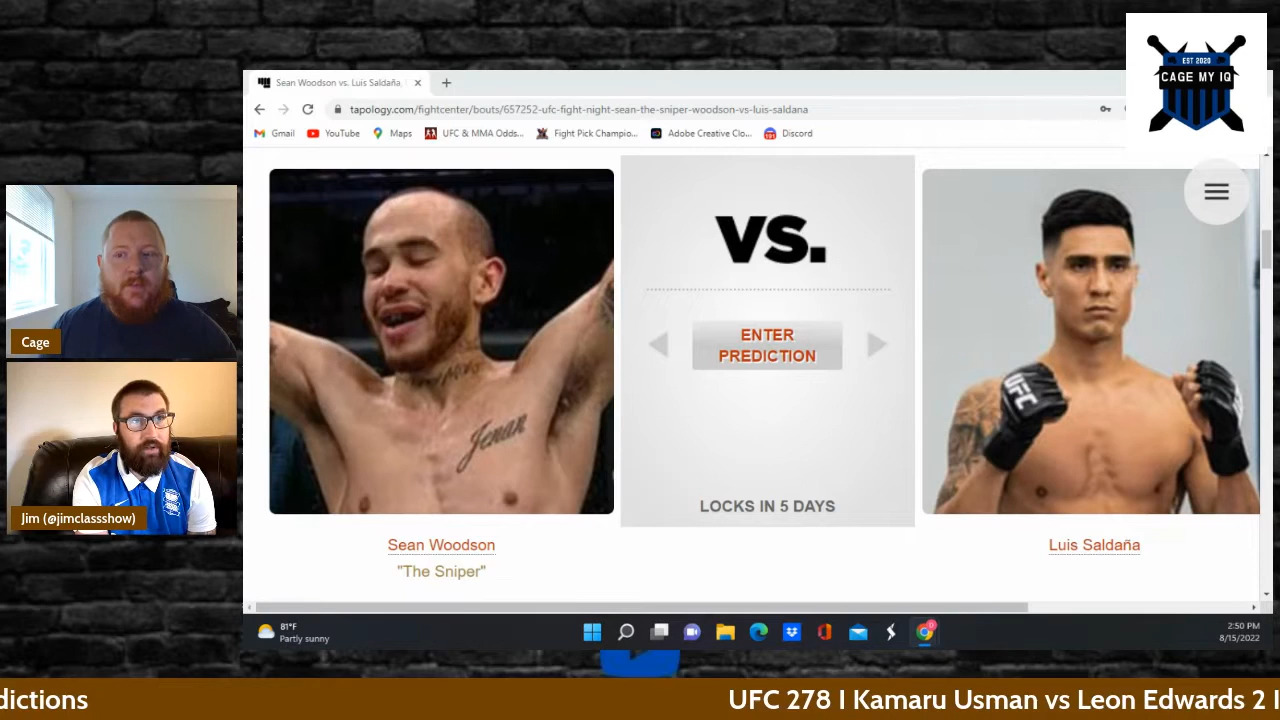 Sean Woodson vs. Luis Saldaña,
EST 2020
CAGE MY IQ
tapology.com/fightcenter/bouts/657252-ufc-fight-night-sean-the-sniper-woodson-vs-luis-saldana
Gmail
YouTube
Maps
UFC & MMA Odds...
Fight Pick Champio...
Adobe Creative Clo...
Discord
VS.
ENTER
PREDICTION
Jenan
UFC
LOCKS IN 5 DAYS
Cage
Jim (@jimclassshow)
Sean Woodson
"The Sniper"
Luis Saldaña
81°F
Partly sunny
2:50 PM
8/15/2022
dictions
UFC 278 I Kamaru Usman vs Leon Edwards 2 I